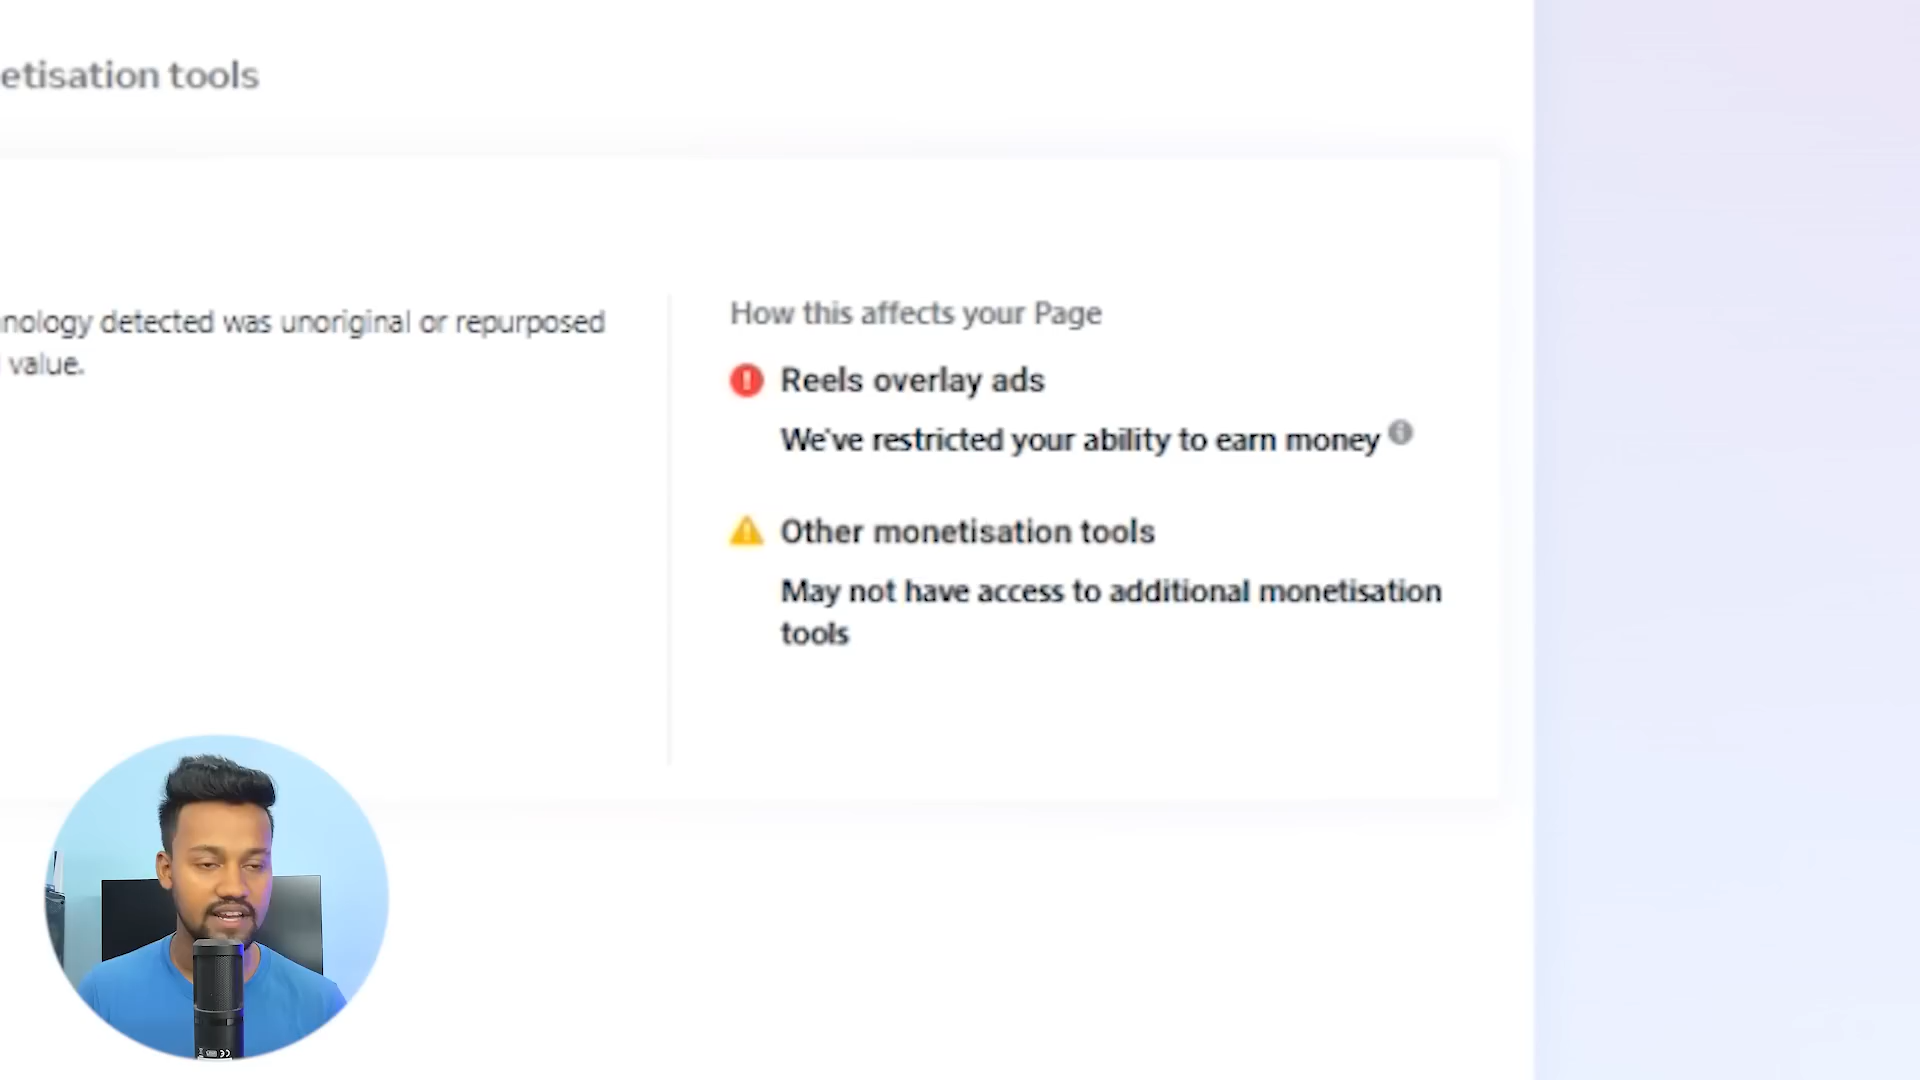 etisation tools
nology detected was unoriginal or repurposed
value.
How this affects your Page
Reels overlay ads
We've restricted your ability to earn money
Other monetisation tools
May not have access to additional monetisation
tools